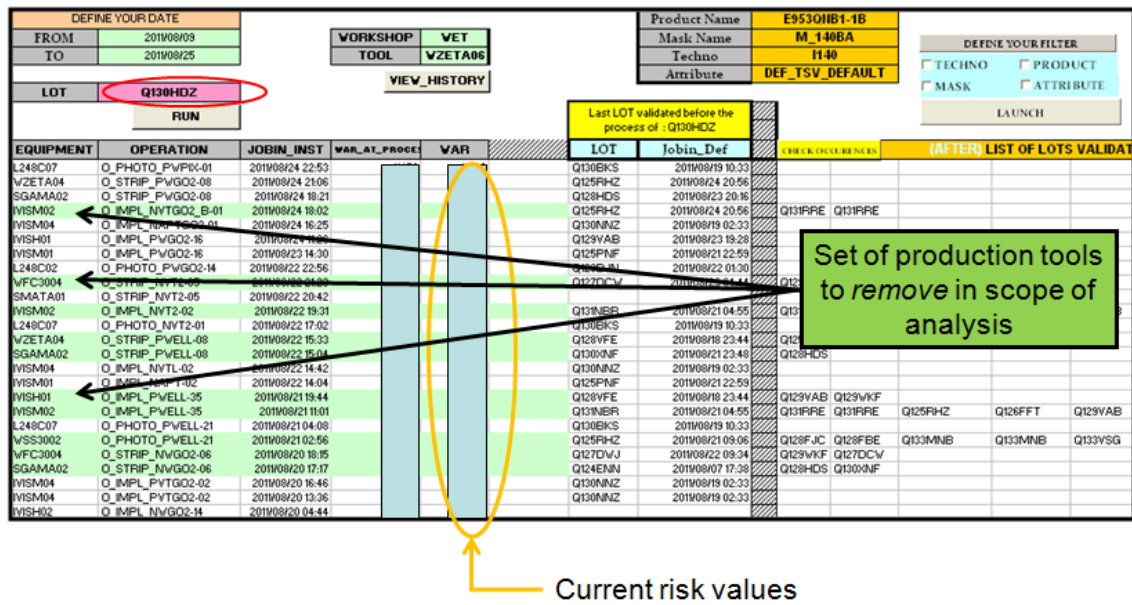 DEFINE YOUR DATE
FROM 2011/08/09
TO 2011/08/25
LOT Q130HDZ
RUN
WORKSHOP WET
TOOL WZETA06
VIEW_HISTORY
Product Name E953QNB1-1B
Mask Name M_140BA
Techno I140
Attribute DEF_TSV_DEFAULT
DEFINE YOUR FILTER
TECHNO PRODUCT
MASK ATTRIBUTE
LAUNCH
Last LOT validated before the
process of : Q130HDZ
EQUIPMENT OPERATION JOBIN_INST WAR_AT_PROCES WAR LOT Jobin_Def CHECK OCCURENCES (AFTER) LIST OF LOTS VALIDAT
L248C07 O_PHOTO_PWPIX-01 2011/08/24 22:53 Q130BKS 2011/08/19 10:33
WZETA04 O_STRIP_PWGO2-08 2011/08/24 21:06 Q125RHZ 2011/08/24 20:56
SGAMA02 O_STRIP_PWGO2-08 2011/08/24 18:21 Q128HDS 2011/08/23 20:16
IVISM02 O_IMPL_NVTGO2_B-01 2011/08/24 18:02 Q125RHZ 2011/08/24 20:56 Q131RRE Q131RRE
IVISM04 2011/08/24 16:25 Q130NNZ 2011/08/19 02:33
IVISH01 O_IMPL_PWGO2-16 Q129VAB 2011/08/23 19:28
IVISM01 O_IMPL_PWGO2-16 2011/08/23 14:30 Q125PNF 2011/08/21 22:59
L248C02 O_PHOTO_PWGO2-14 2011/08/22 22:56 2011/08/22 01:30
WFC3004 Q127DCW
SMATA01 O_STRIP_NVT2-05 2011/08/22 20:42
IVISM02 O_IMPL_NVT2-02 2011/08/22 19:31 Q131NBR 2011/08/21 04:55
L248C07 O_PHOTO_NVT2-01 2011/08/22 17:02 Q130BKS 2011/08/19 10:33
WZETA04 O_STRIP_PWELL-08 2011/08/22 15:33 Q128VFE 2011/08/18 23:44
SGAMA02 O_STRIP_PWELL-08 2011/08/22 15:04 Q130XNF 2011/08/21 23:48 Q128HDS
IVISM04 O_IMPL_NVTL-02 2011/08/22 14:42 Q130NNZ 2011/08/19 02:33
IVISM01 O_IMPL_NAPT-02 2011/08/22 14:04 Q125PNF 2011/08/21 22:59
IVISH01 O_IMPL_PWELL-35 2011/08/21 19:44 Q128VFE 2011/08/18 23:44 Q129VAB Q129WKF
IVISM02 O_IMPL_PWELL-35 2011/08/21 11:01 Q131NBR 2011/08/21 04:55 Q131RRE Q131RRE Q125RHZ Q126FFT Q129VAB
L248C07 O_PHOTO_PWELL-21 2011/08/21 04:08 Q130BKS 2011/08/19 10:33
WSS3002 O_PHOTO_PWELL-21 2011/08/21 02:56 Q125RHZ 2011/08/21 09:06 Q128FJC Q128FBE Q133MNB Q133MNB Q133VSG
WFC3004 O_STRIP_NWGO2-06 2011/08/20 18:15 Q127DWJ 2011/08/22 09:34 Q129WKF Q127DCW
SGAMA02 O_STRIP_NWGO2-06 2011/08/20 17:17 Q124ENN 2011/08/07 17:38 Q128HDS Q130XNF
IVISM04 O_IMPL_PVTGO2-02 2011/08/20 16:46 Q130NNZ 2011/08/19 02:33
IVISM04 O_IMPL_PVTGO2-02 2011/08/20 13:36 Q130NNZ 2011/08/19 02:33
IVISH02 O_IMPL_NWGO2-14 2011/08/20 04:44
Set of production tools
to remove in scope of
analysis
Current risk values